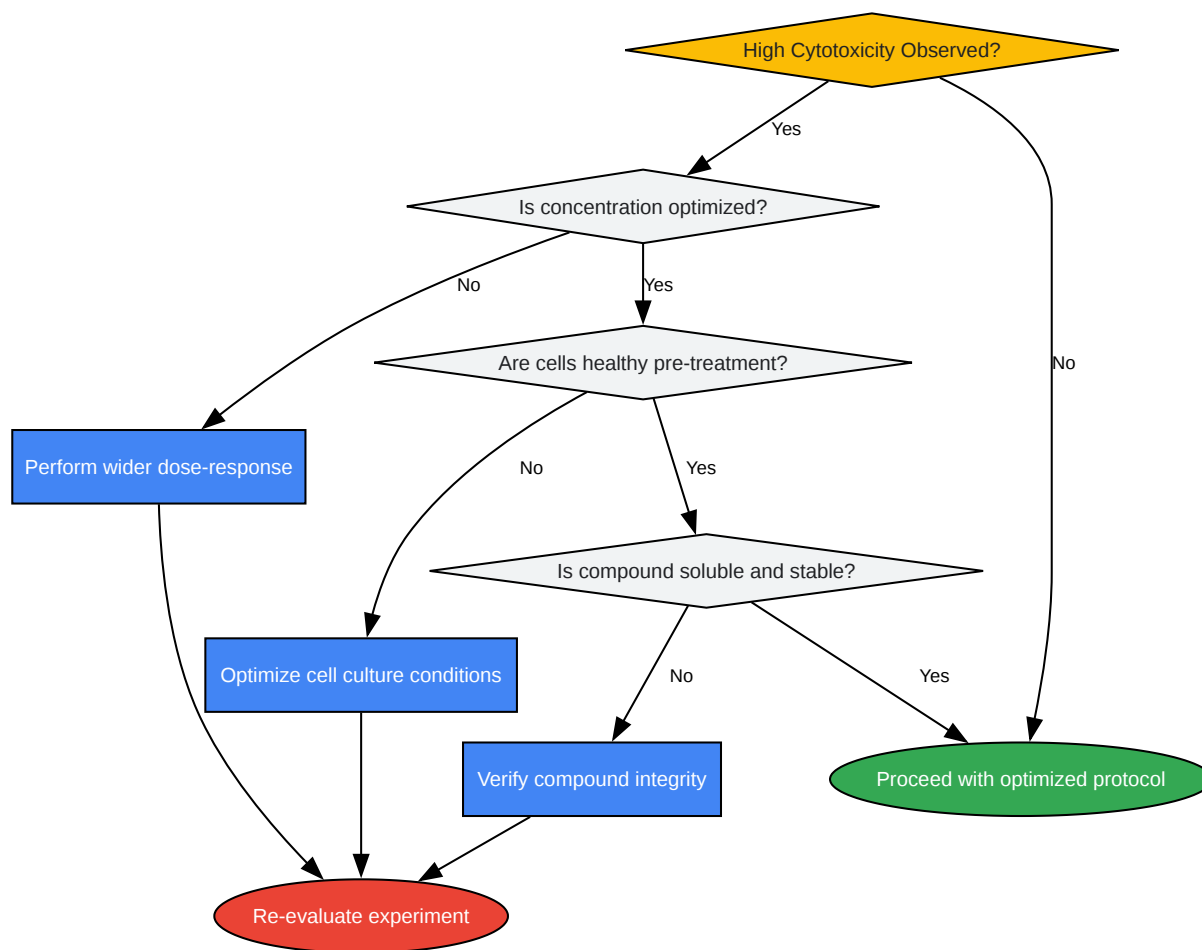 High Cytotoxicity Observed?
Yes
Is concentration optimized?
No
Yes
Are cells healthy pre-treatment?
No
Perform wider dose-response
No
Yes
Is compound soluble and stable?
Optimize cell culture conditions
No
Yes
Verify compound integrity
Proceed with optimized protocol
Re-evaluate experiment